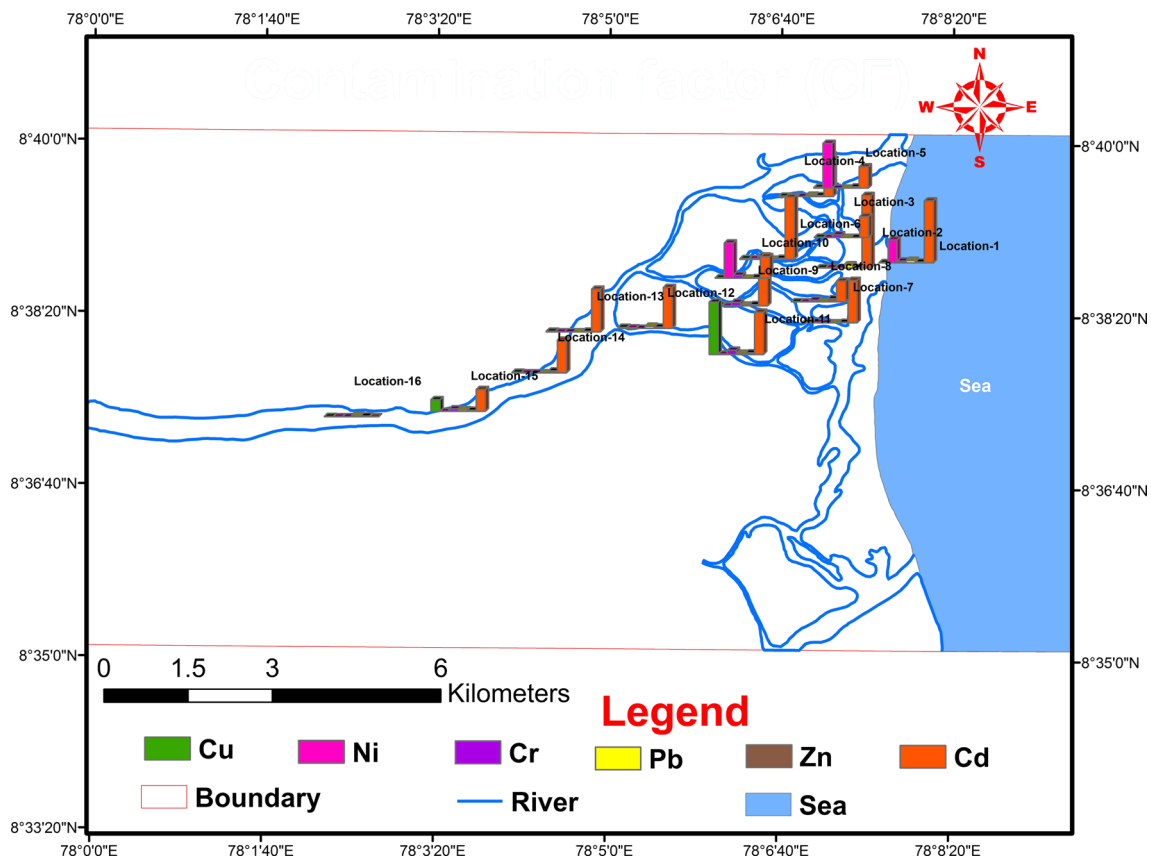 78°0'0"E 78°1'40"E 78°3'20"E 78°5'0"E 78°6'40"E 78°8'20"E
Contamination factor (CF)
N
W E
S
8°40'0"N 8°40'0"N
Location-5
Location-4
Location-3
Location-6
Location-2
Location-10
Location-1
Location-8
Location-9
Location-7
Location-12
Location-13
8°38'20"N 8°38'20"N
Location-11
Location-14
Location-15
Location-16
Sea
8°36'40"N 8°36'40"N
8°35'0"N 8°35'0"N
0 1.5 3 6
Kilometers
Legend
Cu Ni Cr Pb Zn Cd
Boundary River Sea
8°33'20"N 8°33'20"N
78°0'0"E 78°1'40"E 78°3'20"E 78°5'0"E 78°6'40"E 78°8'20"E